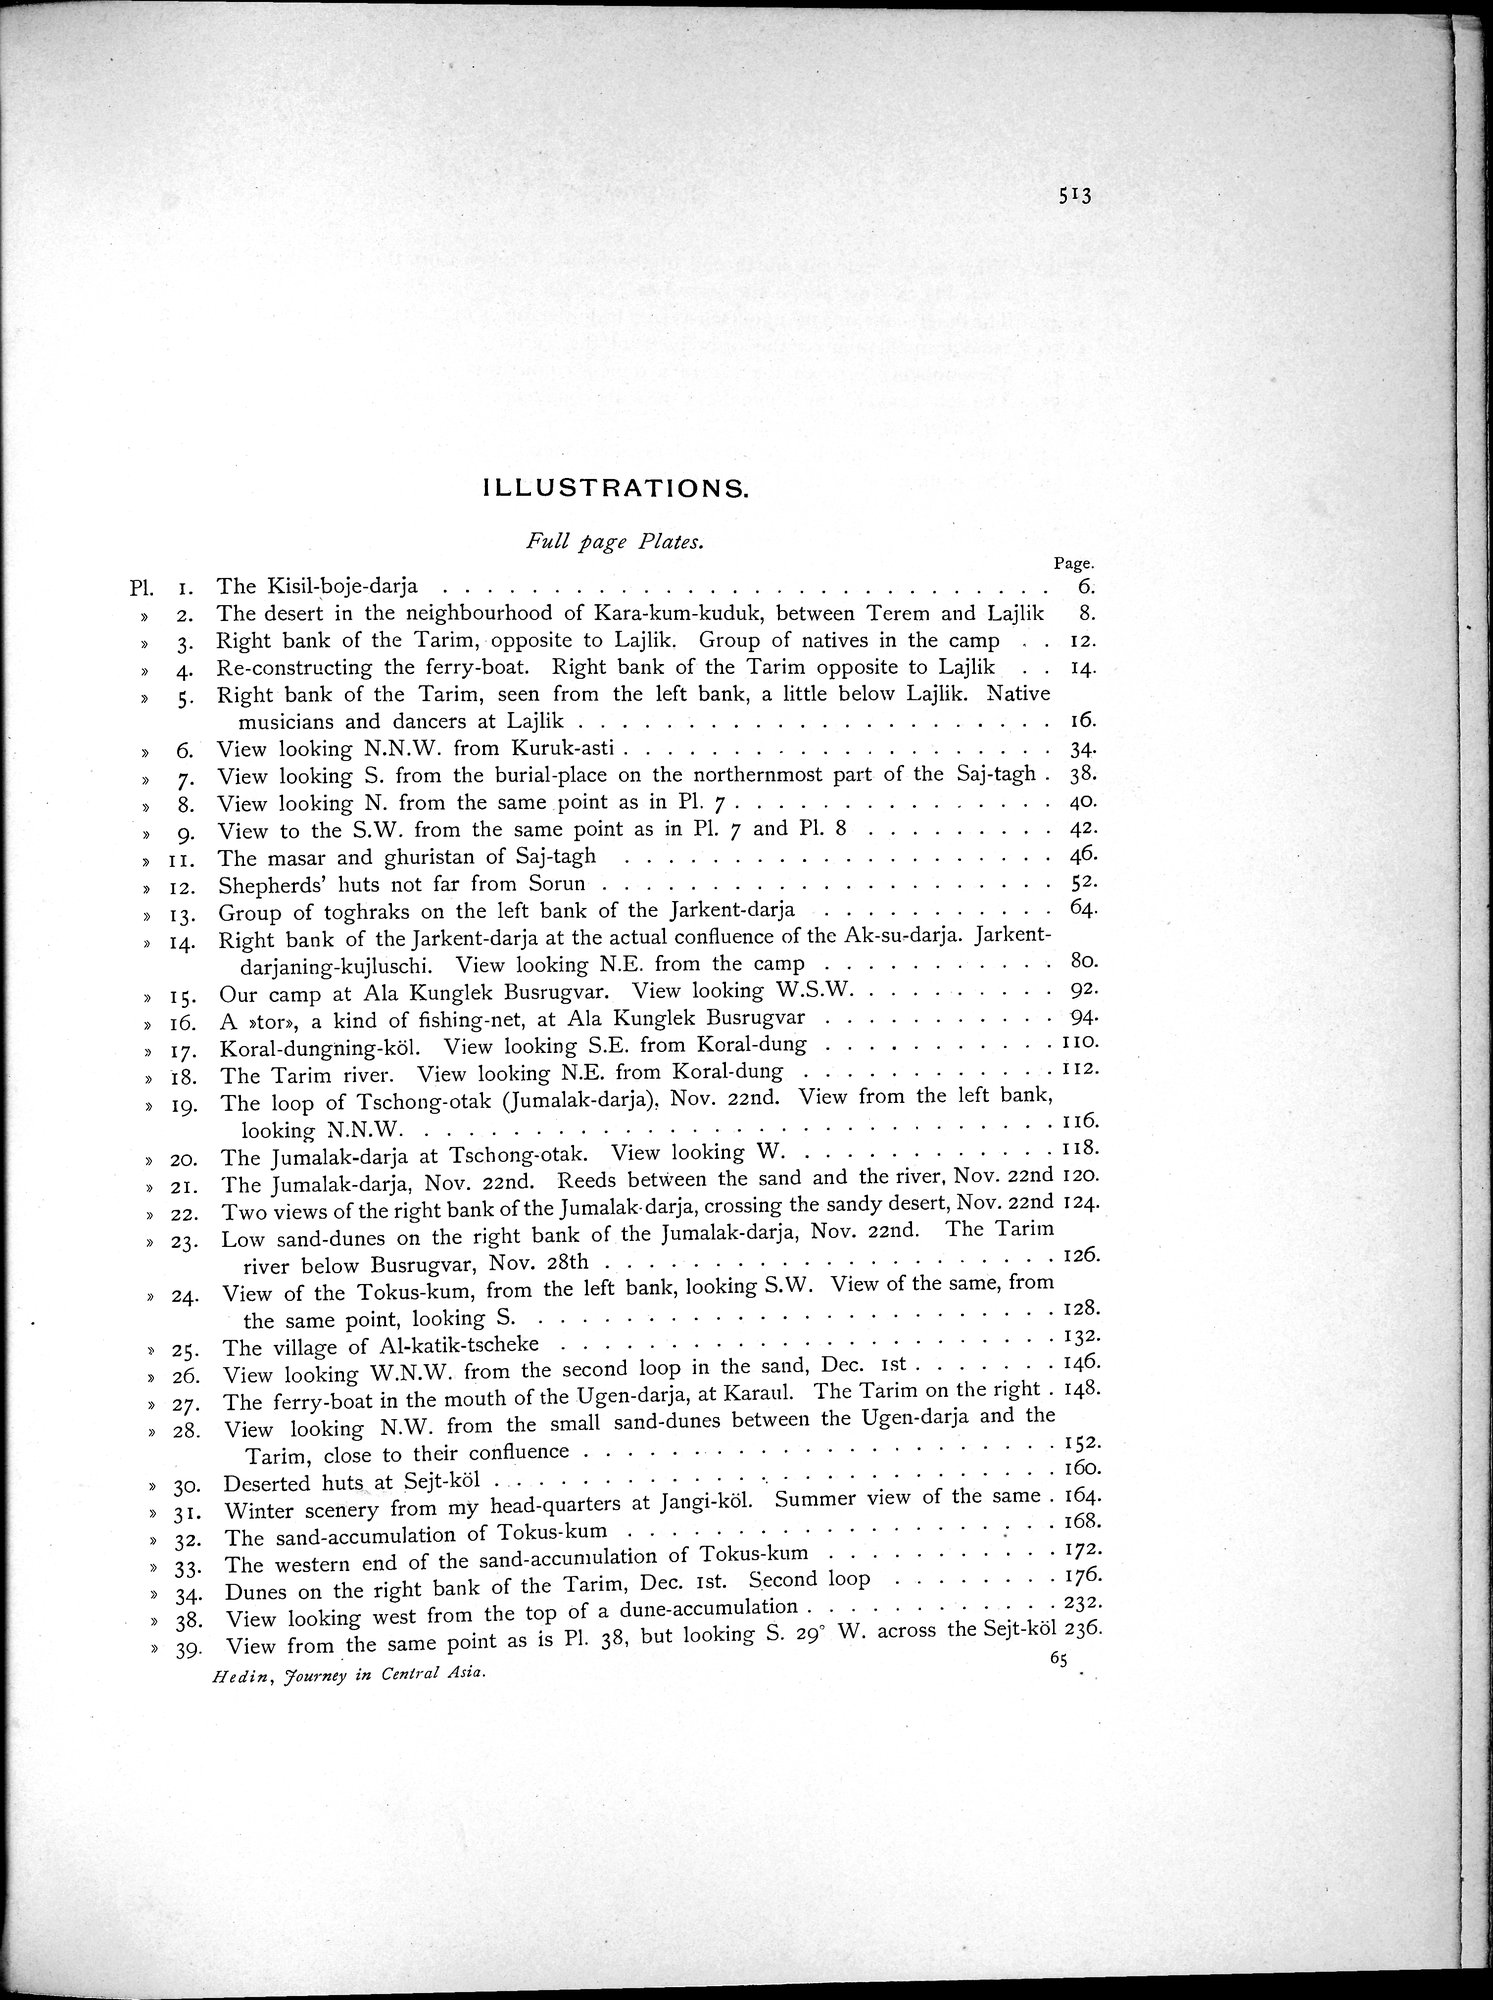 513
ILLUSTRATIONS.
Full page Plates.
Page.
Pl. 1. The Kisil-boje-darja . . . . . . . . . . . . . . . . . . . . . . . . . . . . 6.
» 2. The desert in the neighbourhood of Kara-kum-kuduk, between Terem and Lajlik 8.
» 3. Right bank of the Tarim, opposite to Lajlik. Group of natives in the camp . . 12.
» 4. Re-constructing the ferry-boat. Right bank of the Tarim opposite to Lajlik . . 14.
» 5. Right bank of the Tarim, seen from the left bank, a little below Lajlik. Native
musicians and dancers at Lajlik . . . . . . . . . . . . . . . . . . . . . . 16.
» 6. View looking N.N.W. from Kuruk-asti . . . . . . . . . . . . . . . . . . . . 34.
» 7. View looking S. from the burial-place on the northernmost part of the Saj-tagh . 38.
» 8. View looking N. from the same point as in Pl. 7 . . . . . . . . . . . . . . . 40.
» 9. View to the S.W. from the same point as in Pl. 7 and Pl. 8 . . . . . . . . . 42.
» 11. The masar and ghuristan of Saj-tagh . . . . . . . . . . . . . . . . . . . . 46.
» 12. Shepherds' huts not far from Sorun . . . . . . . . . . . . . . . . . . . . . 52.
» 13. Group of toghraks on the left bank of the Jarkent-darja . . . . . . . . . . . 64.
» 14. Right bank of the Jarkent-darja at the actual confluence of the Ak-su-darja. Jarkent-
darjaning-kujluschi. View looking N.E. from the camp . . . . . . . . . . . 80.
» 15. Our camp at Ala Kunglek Busrugvar. View looking W.S.W. . . . . . . . . . 92.
» 16. A »tor», a kind of fishing-net, at Ala Kunglek Busrugvar . . . . . . . . . . . 94.
» 17. Koral-dungning-köl. View looking S.E. from Koral-dung . . . . . . . . . . . 110.
» 18. The Tarim river. View looking N.E. from Koral-dung . . . . . . . . . . . . 112.
» 19. The loop of Tschong-otak (Jumalak-darja), Nov. 22nd. View from the left bank,
looking N.N.W. . . . . . . . . . . . . . . . . . . . . . . . . . . . . . 116.
» 20. The Jumalak-darja at Tschong-otak. View looking W. . . . . . . . . . . . . 118.
» 21. The Jumalak-darja, Nov. 22nd. Reeds between the sand and the river, Nov. 22nd 120.
» 22. Two views of the right bank of the Jumalak-darja, crossing the sandy desert, Nov. 22nd 124.
» 23. Low sand-dunes on the right bank of the Jumalak-darja, Nov. 22nd. The Tarim
river below Busrugvar, Nov. 28th . . . . . . . . . . . . . . . . . . . . . 126.
» 24. View of the Tokus-kum, from the left bank, looking S.W. View of the same, from
the same point, looking S. . . . . . . . . . . . . . . . . . . . . . . . . 128.
» 25. The village of Al-katik-tscheke . . . . . . . . . . . . . . . . . . . . . . . 132.
» 26. View looking W.N.W. from the second loop in the sand, Dec. 1st . . . . . . . 146.
» 27. The ferry-boat in the mouth of the Ugen-darja, at Karaul. The Tarim on the right . 148.
» 28. View looking N.W. from the small sand-dunes between the Ugen-darja and the
Tarim, close to their confluence . . . . . . . . . . . . . . . . . . . . . . 152.
» 30. Deserted huts at Sejt-köl . . . . . . . . . . . . . . . . . . . . . . . . . . 160.
» 31. Winter scenery from my head-quarters at Jangi-köl. Summer view of the same . 164.
» 32. The sand-accumulation of Tokus-kum . . . . . . . . . . . . . . . . . . . . 168.
» 33. The western end of the sand-accumulation of Tokus-kum . . . . . . . . . . . 172.
» 34. Dunes on the right bank of the Tarim, Dec. 1st. Second loop . . . . . . . . 176.
» 38. View looking west from the top of a dune-accumulation . . . . . . . . . . . . 232.
» 39. View from the same point as is Pl. 38, but looking S. 29° W. across the Sejt-köl 236.
Hedin, Journey in Central Asia. 65